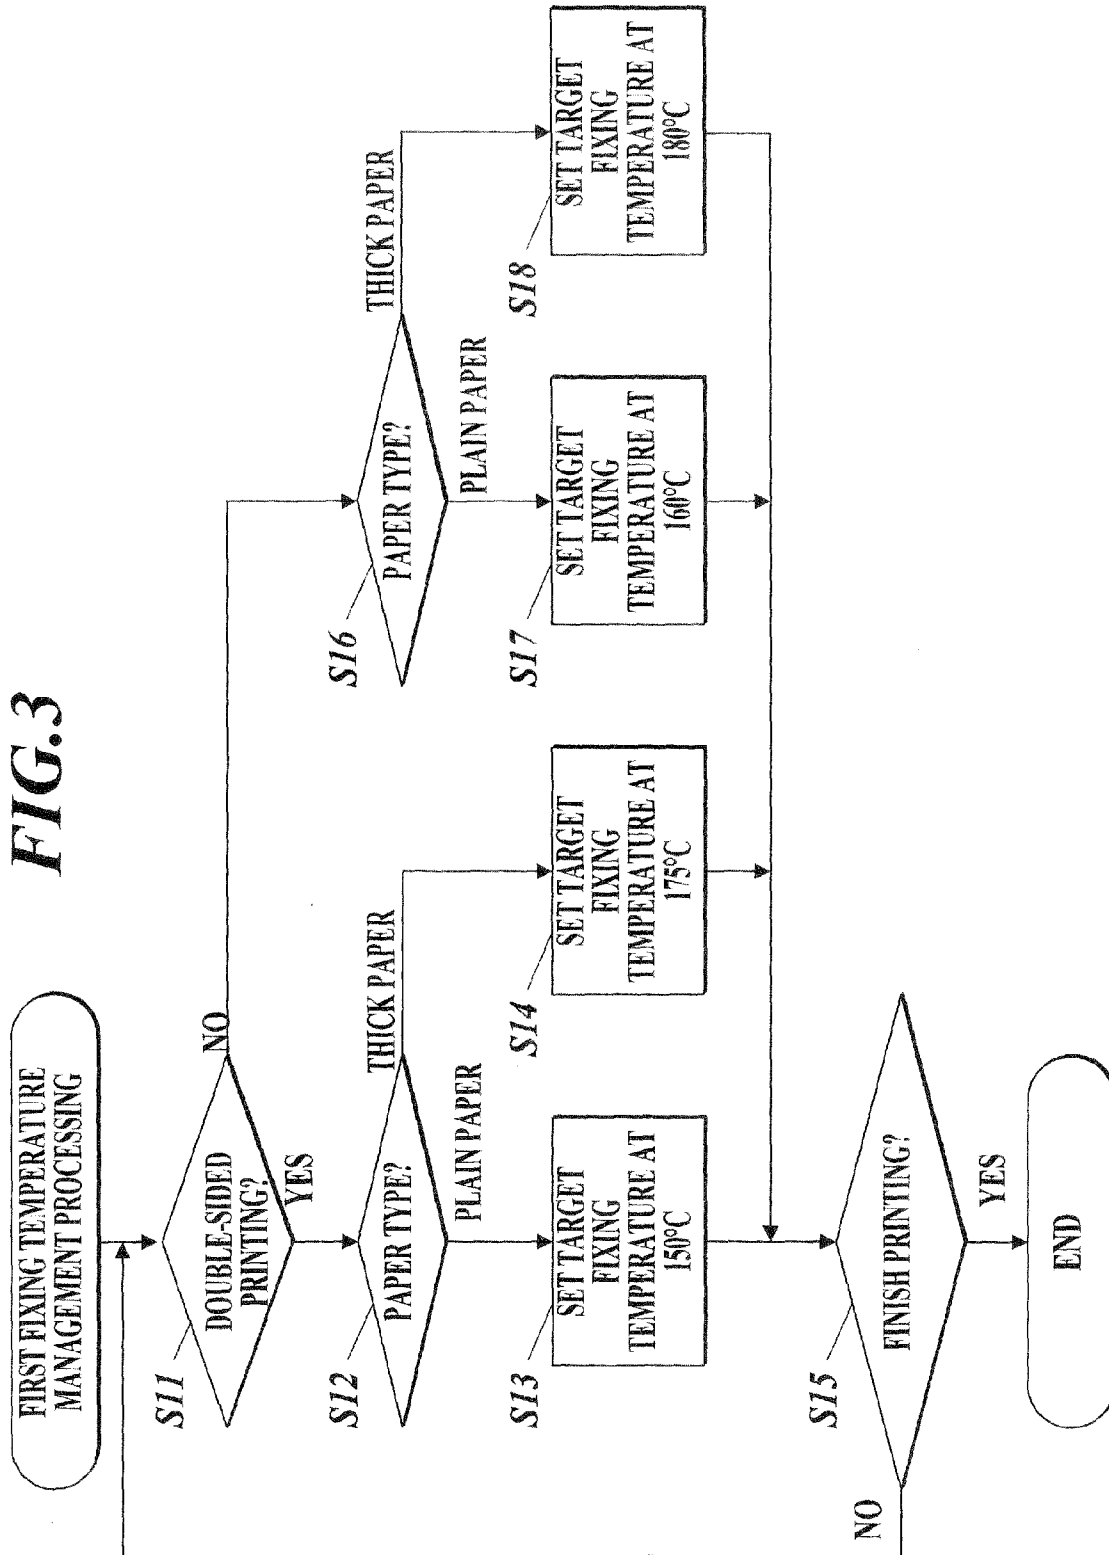 FIG.3
FIRST FIXING TEMPERATURE
MANAGEMENT PROCESSING
S11
DOUBLE-SIDED
PRINTING?
NO
YES
S12
PAPER TYPE?
THICK PAPER
PLAIN PAPER
S16
PAPER TYPE?
THICK PAPER
PLAIN PAPER
S13
SET TARGET
FIXING
TEMPERATURE AT
150°C
S14
SET TARGET
FIXING
TEMPERATURE AT
175°C
S17
SET TARGET
FIXING
TEMPERATURE AT
160°C
S18
SET TARGET
FIXING
TEMPERATURE AT
180°C
S15
FINISH PRINTING?
NO
YES
END